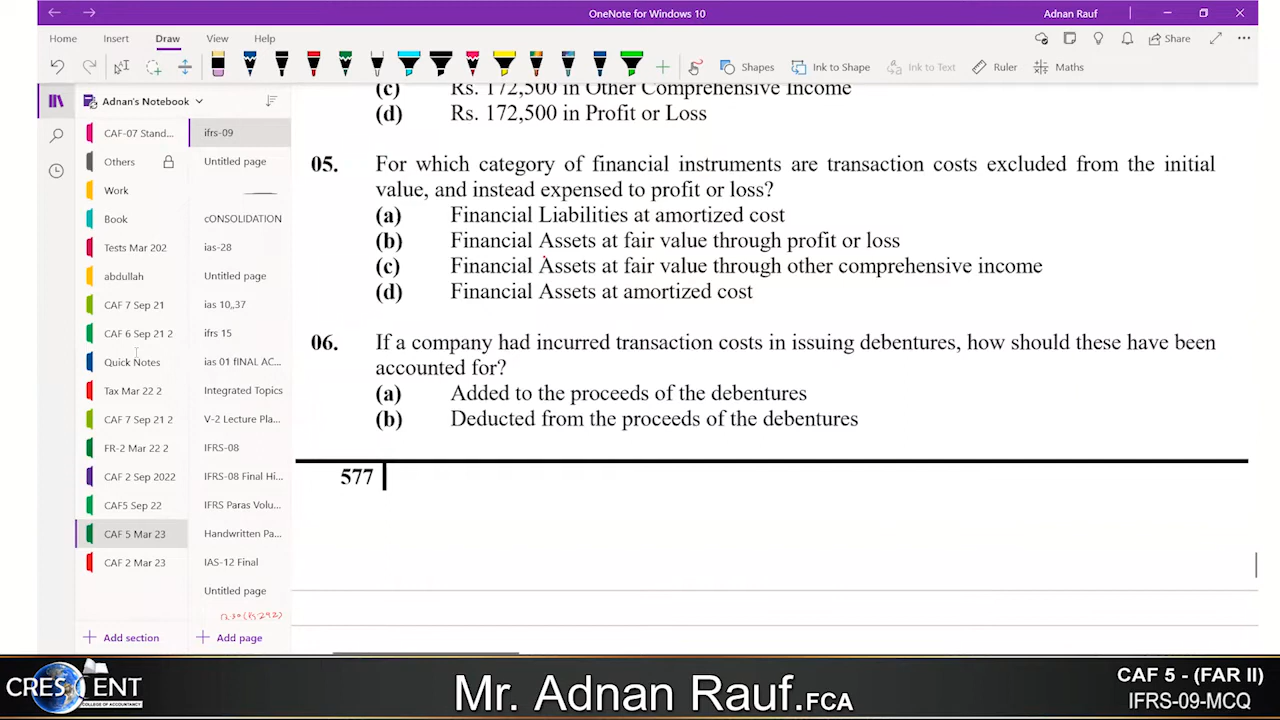 OneNote for Windows 10
Adnan Rauf
Home Insert Draw View Help
Share
Shapes Ink to Shape Ink to Text Ruler Maths
Adnan's Notebook
CAF-07 Stand...
Others
Work
Book
Tests Mar 202
abdullah
CAF 7 Sep 21
CAF 6 Sep 21 2
Quick Notes
Tax Mar 22 2
CAF 7 Sep 21 2
FR-2 Mar 22 2
CAF 2 Sep 2022
CAF5 Sep 22
CAF 5 Mar 23
CAF 2 Mar 23
Add section
ifrs-09
Untitled page
cONSOLIDATION
ias-28
Untitled page
ias 10,,37
ifrs 15
ias 01 fINAL AC...
Integrated Topics
V-2 Lecture Pla...
IFRS-08
IFRS-08 Final Hi...
IFRS Paras Volu...
Handwritten Pa...
IAS-12 Final
Untitled page
Add page
(c) Rs. 172,500 in Other Comprehensive Income
(d) Rs. 172,500 in Profit or Loss
05. For which category of financial instruments are transaction costs excluded from the initial
value, and instead expensed to profit or loss?
(a) Financial Liabilities at amortized cost
(b) Financial Assets at fair value through profit or loss
(c) Financial Assets at fair value through other comprehensive income
(d) Financial Assets at amortized cost
06. If a company had incurred transaction costs in issuing debentures, how should these have been
accounted for?
(a) Added to the proceeds of the debentures
(b) Deducted from the proceeds of the debentures
577
CRESCENT
COLLEGE OF ACCOUNTANCY
Mr. Adnan Rauf.FCA
CAF 5 - (FAR II)
IFRS-09-MCQ